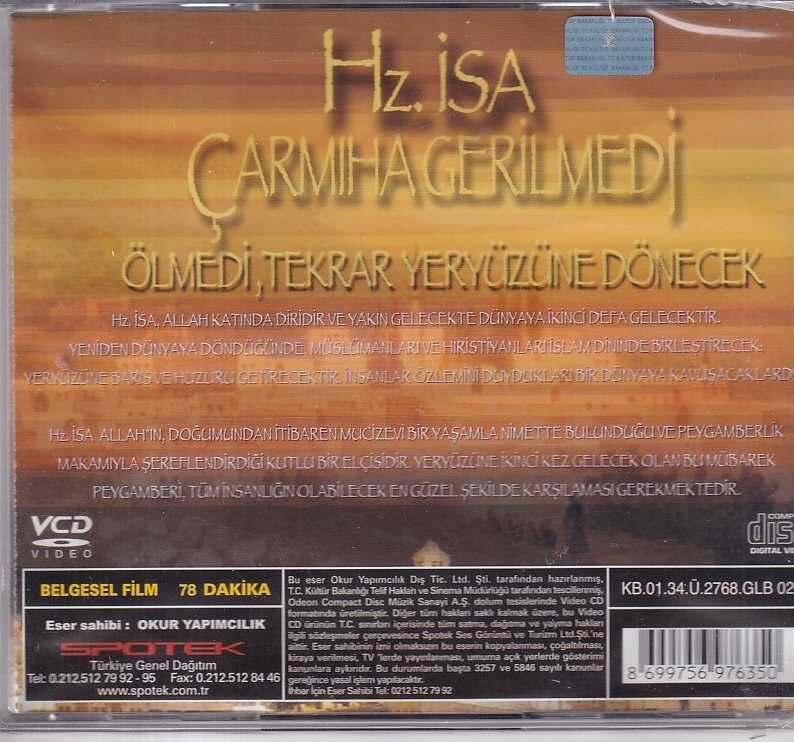 Hz. İSA
ÇARMIHA GERİLMEDİ
ÖLMEDİ, TEKRAR YERYÜZÜNE DÖNECEK
Hz. İSA, ALLAH KATINDA DİRİDİR VE YAKIN GELECEKTE DÜNYAYA İKİNCİ DEFA GELECEKTİR.
YENİDEN DÜNYAYA DÖNDÜĞÜNDE, MÜSLÜMANLARI VE HIRİSTİYANLARI İSLAM DİNİNDE BİRLEŞTİRECEK;
YERYÜZÜNE BARIŞ VE HUZURU GETİRECEKTİR. İNSANLAR ÖZLEMİNİ DUYDUKLARI BİR DÜNYAYA KAVUŞACAKLARD
Hz. İSA ALLAH'IN, DOĞUMUNDAN İTİBAREN MUCİZEVİ BİR YAŞAMLA NİMETTE BULUNDUĞU VE PEYGAMBERLİK
MAKAMIYLA ŞEREFLENDİRDİĞİ KUTLU BİR ELÇİSİDİR. YERYÜZÜNE İKİNCİ KEZ GELECEK OLAN BU MÜBAREK
PEYGAMBERİ, TÜM İNSANLIĞIN OLABİLECEK EN GÜZEL ŞEKİLDE KARŞILAMASI GEREKMEKTEDİR.
VCD
VIDEO
COMP
disc
DIGITAL VI
BELGESEL FİLM 78 DAKİKA
Eser sahibi : OKUR YAPIMCILIK
SPOTEK
Türkiye Genel Dağıtım
Tel: 0.212.512 79 92 - 95 Fax: 0.212.512 84 46
www.spotek.com.tr
Bu eser Okur Yapımcılık Dış Tic. Ltd. Şti. tarafından hazırlanmış,
T.C. Kültür Bakanlığı Telif Hakları ve Sinema Müdürlüğü tarafından tescillenmiş,
Odeon Compact Disc Müzik Sanayi A.Ş. dolum tesislerinde Video CD
formatında üretilmiştir. Diğer tüm hakları saklı kalmak üzere, bu Video
CD ürünün T.C. sınırları içerisinde tüm satma, dağıtma ve yayma hakları
ilgili sözleşmeler çerçevesince Spotek Ses Görüntü ve Turizm Ltd.Şti.'ne
aittir. Eser sahibinin izni olmaksızın bu eserin kopyalanması, çoğaltılması,
kiraya verilmesi, TV 'lerde yayınlanması, umuma açık yerlerde gösterimi
kanunlara aykırıdır. Bu durumlarda başta 3257 ve 5846 sayılı kanunlar
gereğince yasal işlem yapılacaktır.
İhbar İçin Eser Sahibi Tel: 0212 512 79 92
KB.01.34.Ü.2768.GLB 02
8 699756 976350